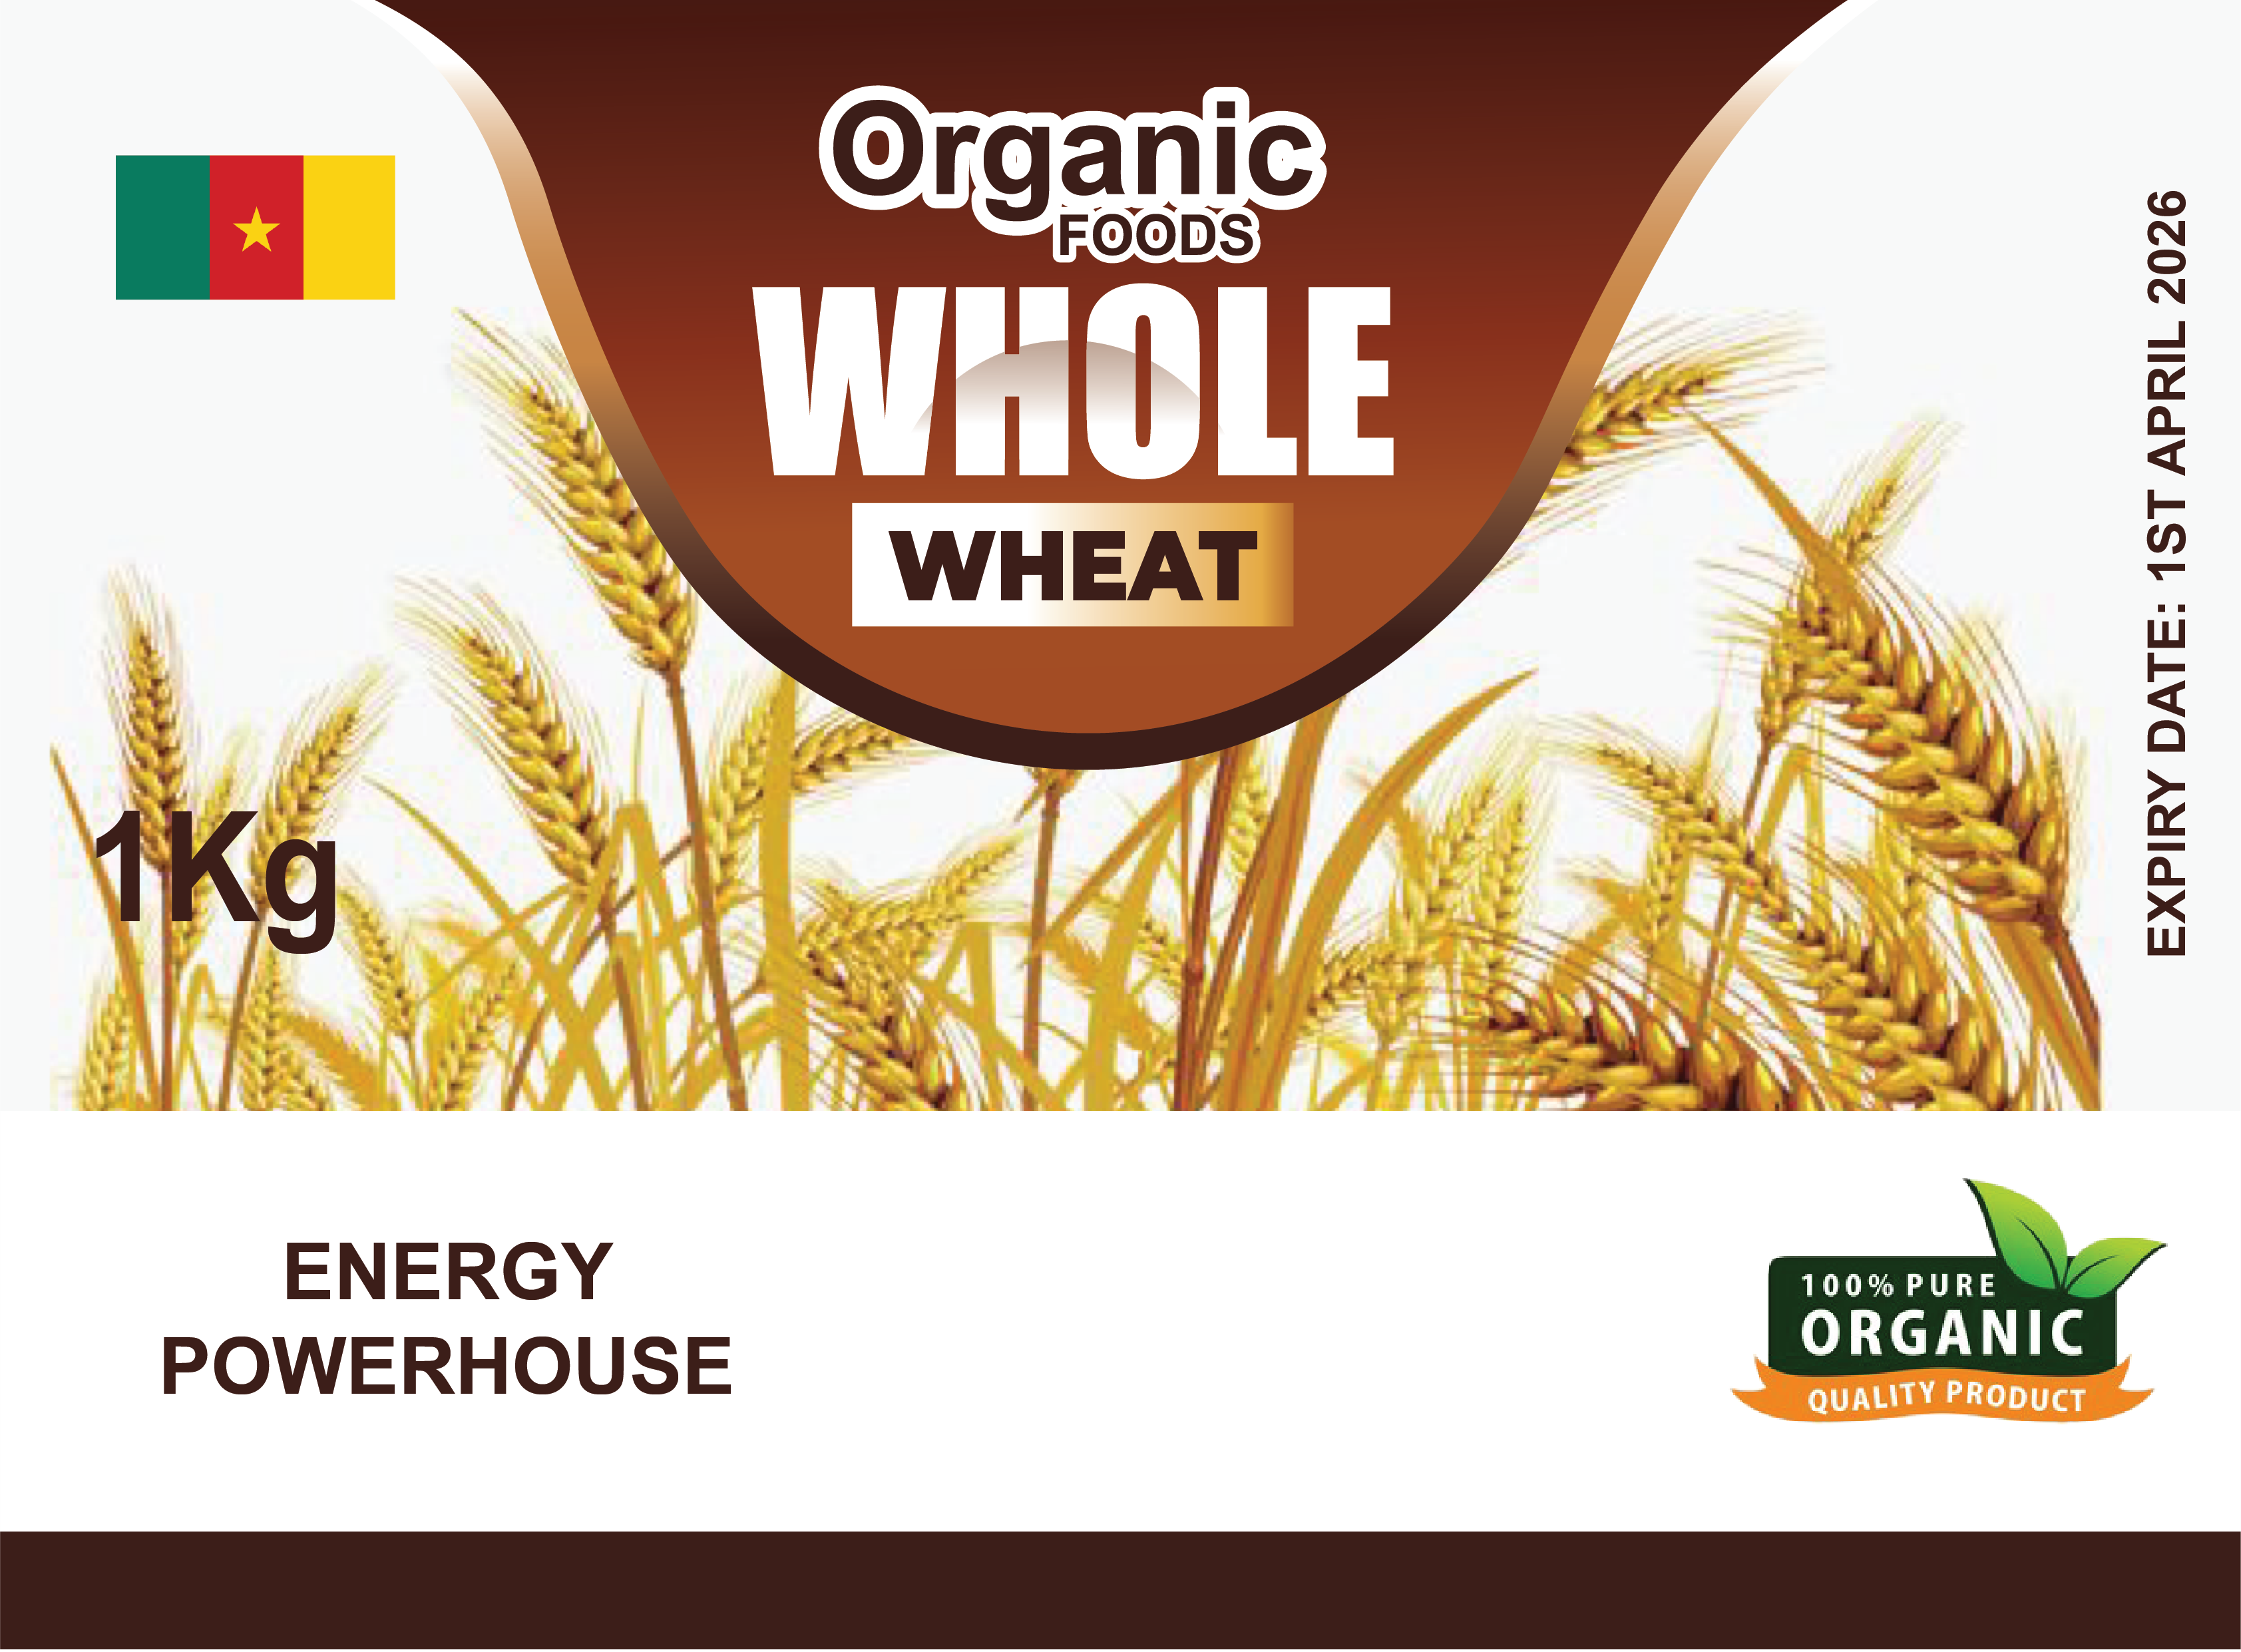 Organic
FOODS
WHOLE
WHEAT
EXPIRY DATE: 1ST APRIL 2026
1Kg
ENERGY
POWERHOUSE
100% PURE
ORGANIC
QUALITY PRODUCT